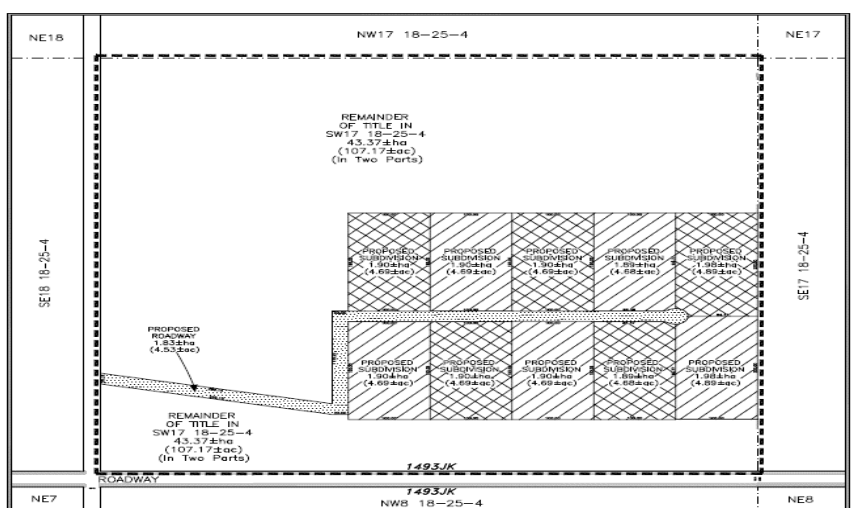 NE18
NW17 18-25-4
NE17
REMAINDER
OF TITLE IN
SW17 18-25-4
43.37±ha
(107.17±ac)
(In Two Parts)
SE18 18-25-4
SE17 18-25-4
PROPOSED
SUBDIVISION
1.90±ha
(4.69±ac)
PROPOSED
SUBDIVISION
1.90±ha
(4.69±ac)
PROPOSED
SUBDIVISION
1.90±ha
(4.69±ac)
PROPOSED
SUBDIVISION
1.89±ha
(4.68±ac)
PROPOSED
SUBDIVISION
1.98±ha
(4.89±ac)
PROPOSED
ROADWAY
1.83±ha
(4.53±ac)
PROPOSED
SUBDIVISION
1.90±ha
(4.69±ac)
PROPOSED
SUBDIVISION
1.90±ha
(4.69±ac)
PROPOSED
SUBDIVISION
1.90±ha
(4.69±ac)
PROPOSED
SUBDIVISION
1.89±ha
(4.68±ac)
PROPOSED
SUBDIVISION
1.98±ha
(4.89±ac)
REMAINDER
OF TITLE IN
SW17 18-25-4
43.37±ha
(107.17±ac)
(In Two Parts)
1493JK
ROADWAY
1493JK
NE7
NW8 18-25-4
NE8